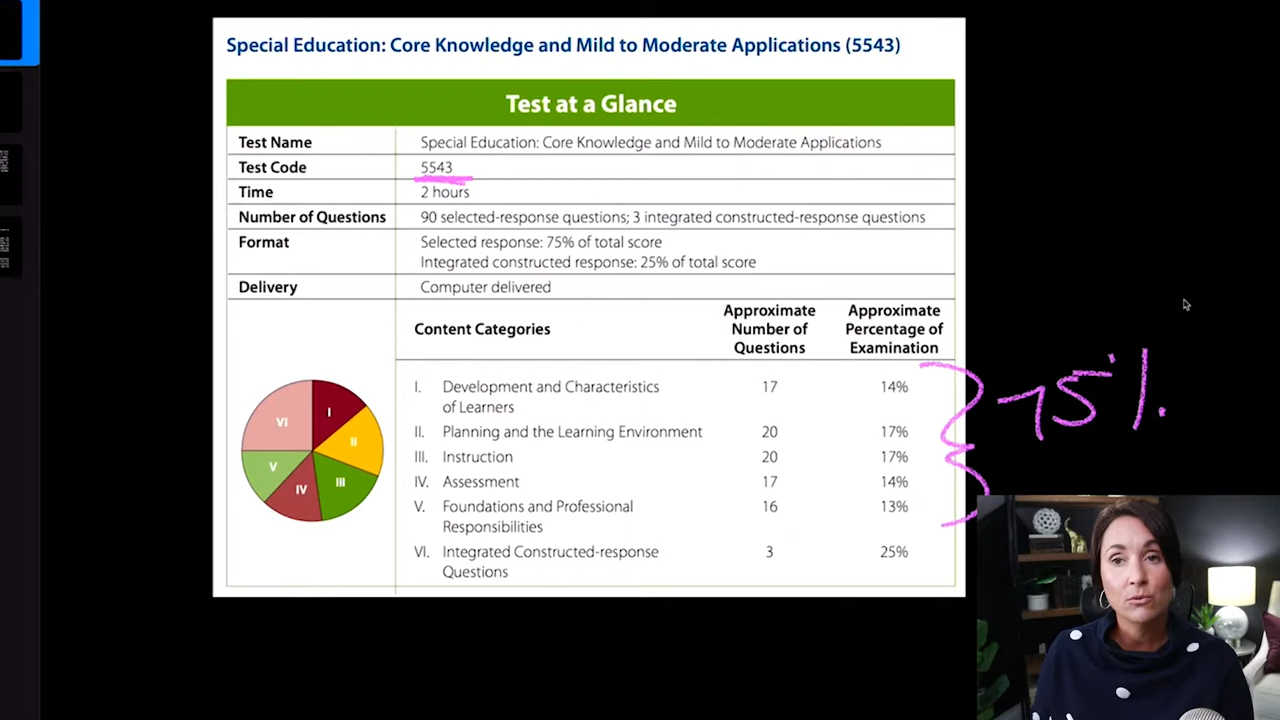 Special Education: Core Knowledge and Mild to Moderate Applications (5543)
Test at a Glance
Test Name Special Education: Core Knowledge and Mild to Moderate Applications
Test Code 5543
Time 2 hours
Number of Questions 90 selected-response questions; 3 integrated constructed-response questions
Format Selected response: 75% of total score
Integrated constructed response: 25% of total score
Delivery Computer delivered
Content Categories Approximate Number of Questions Approximate Percentage of Examination
I. Development and Characteristics of Learners 17 14%
II. Planning and the Learning Environment 20 17%
III. Instruction 20 17%
IV. Assessment 17 14%
V. Foundations and Professional Responsibilities 16 13%
VI. Integrated Constructed-response Questions 3 25%
I
II
III
IV
V
VI
75%